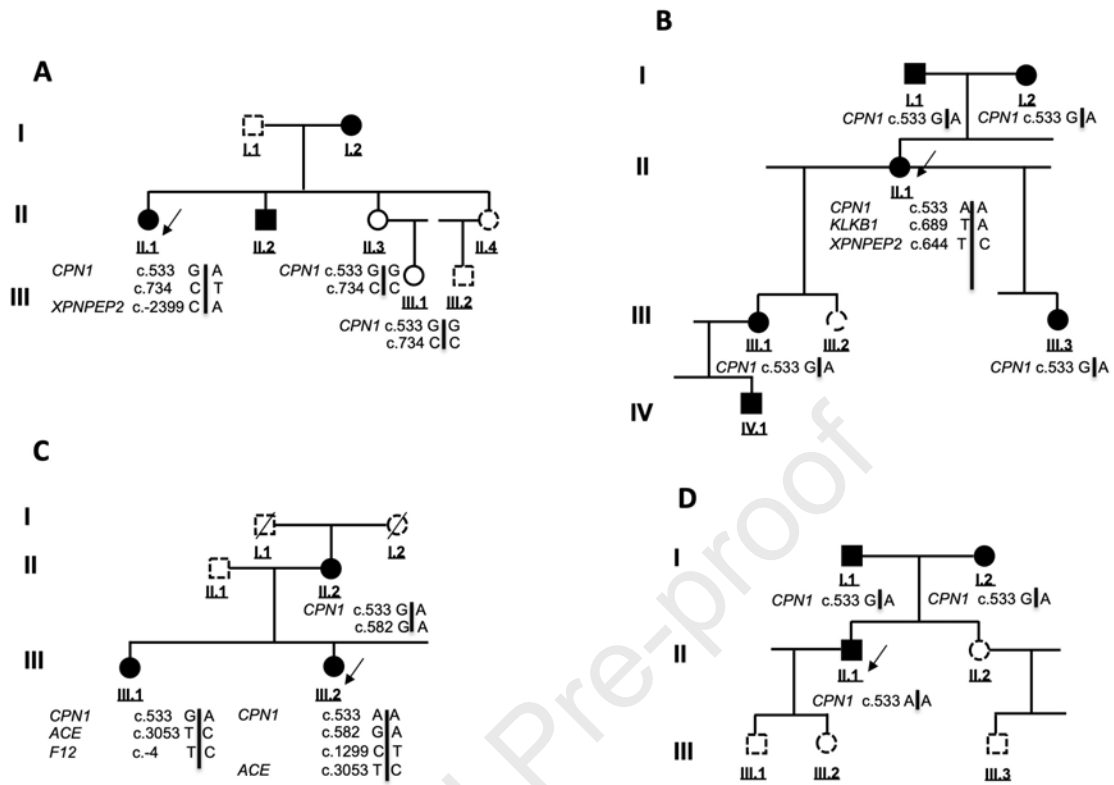 A
I
I.1 I.2
II
II.1 II.2 II.3 II.4
CPN1 c.533 G A
c.734 C T
XPNPEP2 c.-2399 C A
CPN1 c.533 G G
c.734 C C
III
III.1 III.2
CPN1 c.533 G G
c.734 C C
B
I
I.1 I.2
CPN1 c.533 G A CPN1 c.533 G A
II
II.1
CPN1 c.533 A A
KLKB1 c.689 T A
XPNPEP2 c.644 T C
III
III.1 III.2 III.3
CPN1 c.533 G A CPN1 c.533 G A
IV
IV.1
C
I
I.1 I.2
II
II.1 II.2
CPN1 c.533 G A
c.582 G A
III
III.1 III.2
CPN1 c.533 G A CPN1 c.533 A A
ACE c.3053 T C c.582 G A
F12 c.-4 T C c.1299 C T
ACE c.3053 T C
D
I
I.1 I.2
CPN1 c.533 G A CPN1 c.533 G A
II
II.1 II.2
CPN1 c.533 A A
III
III.1 III.2 III.3
Pre-proof